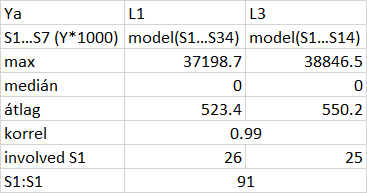 Ya L1 L3
S1...S7 (Y*1000) model(S1...S34) model(S1...S14)
max 37198.7 38846.5
medián 0 0
átlag 523.4 550.2
korrel 0.99
involved S1 26 25
S1:S1 91